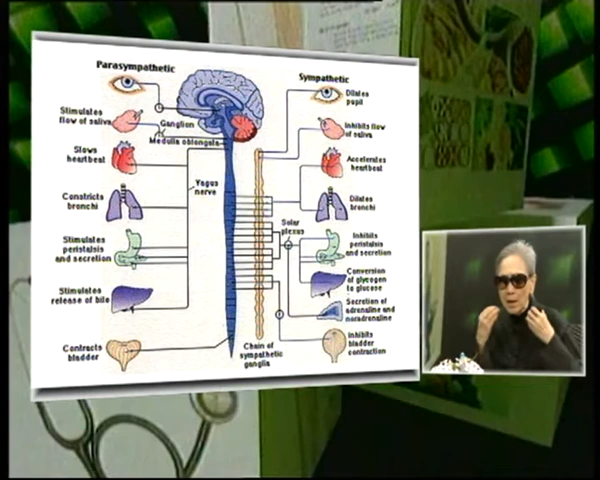 Parasympathetic
Stimulates
flow of saliva
Ganglion
Medulla oblongata
Slows
heartbeat
Vagus
nerve
Constricts
bronchi
Stimulates
peristalsis
and secretion
Stimulates
release of bile
Contracts
bladder
Sympathetic
Dilates
pupil
Inhibits flow
of saliva
Accelerates
heartbeat
Dilates
bronchi
Solar
plexus
Inhibits
peristalsis
and secretion
Conversion
of glycogen
to glucose
Secretion of
adrenaline and
noradrenaline
Inhibits
bladder
contraction
Chain of
sympathetic
ganglia